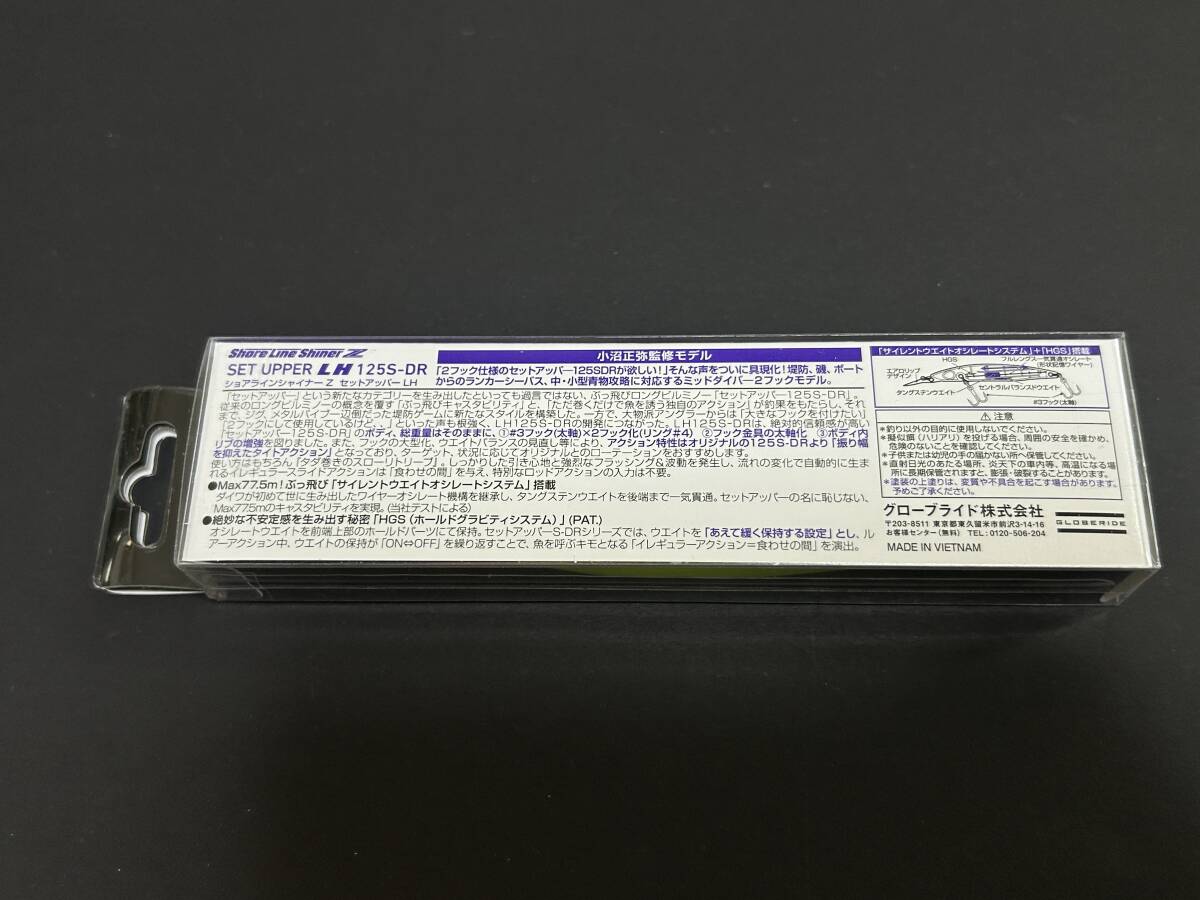 Shore Line Shiner Z
SET UPPER LH 125S-DR
ショアラインシャイナーZ セットアッパー LH
小沼正弥監修モデル
「2フック仕様のセットアッパー125SDRが欲しい!」そんな声をついに具現化!堤防、磯、ボート
からのランカーシーバス、中・小型青物攻略に対応するミッドダイバー2フックモデル。
「セットアッパー」という新たなカテゴリーを生み出したといっても過言ではない、ぶっ飛びロングビルミノー「セットアッパー125S-DR」。
従来のロングビルミノーの概念を覆す「ぶっ飛びキャスタビリティ」と、「ただ巻くだけで魚を誘う独自のアクション」が釣果をもたらし、それ
まで、ジグ、メタルバイブ一辺倒だった堤防ゲームに新たなスタイルを構築した。一方で、大物派アングラーからは「大きなフックを付けたい」
「2フックにして使用しているけど、、」といった声も根強く、LH125S-DRの開発につながった。LH125S-DRは、絶対的信頼感が高い
「セットアッパー125S-DR」のボディ、総重量はそのままに、①#3フック(太軸)×2フック化(リング#4) ②フック金具の太軸化 ③ボディ内
リブの増強を図りました。また、フックの大型化、ウエイトバランスの見直し等により、アクション特性はオリジナルの125S-DRより「振り幅
を抑えたタイトアクション」となっており、ターゲット、状況に応じてオリジナルとのローテーションをおすすめします。
使い方はもちろん「タダ巻きのスローリトリーブ」。しっかりした引き心地と強烈なフラッシング&波動を発生し、流れの変化で自動的に生ま
れるイレギュラースライドアクションは「食わせの間」を与え、特別なロッドアクションの入力は不要。
●Max77.5m!ぶっ飛び「サイレントウエイトオシレートシステム」搭載
ダイワが初めて世に生み出したワイヤーオシレート機構を継承し、タングステンウエイトを後端まで一気貫通。セットアッパーの名に恥じない、
Max77.5mのキャスタビリティを実現。(当社テストによる)
●絶妙な不安定感を生み出す秘密「HGS(ホールドグラビティシステム)」(PAT.)
オシレートウエイトを前端上部のホールドパーツにて保持。セットアッパーS-DRシリーズでは、ウエイトを「あえて緩く保持する設定」とし、ル
アーアクション中、ウエイトの保持が「ON⇔OFF」を繰り返すことで、魚を呼ぶキモとなる「イレギュラーアクション=食わせの間」を演出。
「サイレントウエイトオシレートシステム」+「HGS」搭載
HGS
フルレングス一気貫通オシレート
(形状記憶ワイヤー)
エアロリップ
デザイン
セントラルバランスドウエイト
タングステンウエイト
#3フック(太軸)
⚠ 注意
*釣り以外の目的に使用しないでください。
*擬似餌(ハリアリ)を投げる場合、周囲の安全を確かめ、
危険のないことを確認してください。
*子供または幼児の手の届かない所へ保管してください。
*直射日光のあたる場所、炎天下の車内等、高温になる場
所に長期保管されますと、膨張・破裂することがあります。
*塗装の上塗りは、変質や不具合を起こす場合があります。
予めご了承ください。
グローブライド株式会社
〒203-8511 東京都東久留米市前沢3-14-16
お客様センター(無料) TEL:0120-506-204
GLOBERIDE
MADE IN VIETNAM